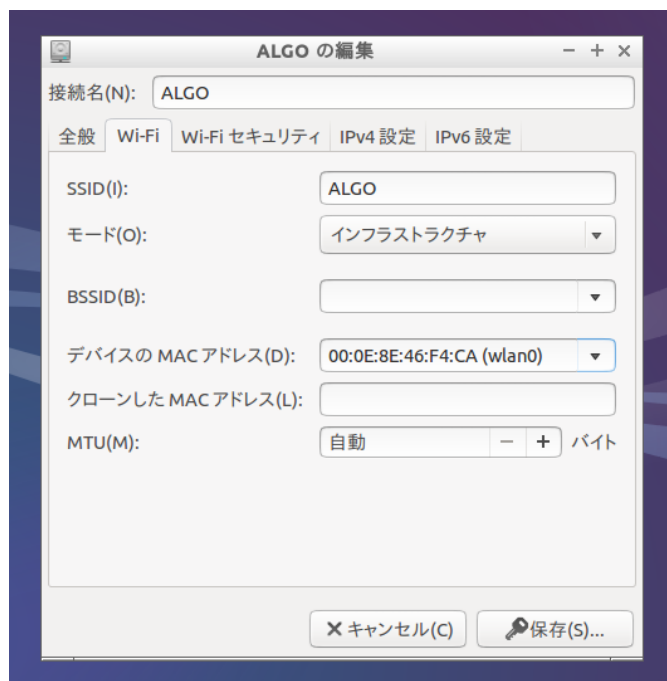 ALGO の編集
接続名(N): ALGO
全般 Wi-Fi Wi-Fi セキュリティ IPv4 設定 IPv6 設定
SSID(I): ALGO
モード(O): インフラストラクチャ
BSSID(B):
デバイスの MAC アドレス(D): 00:0E:8E:46:F4:CA (wlan0)
クローンした MAC アドレス(L):
MTU(M): 自動 − + バイト
キャンセル(C) 保存(S)...